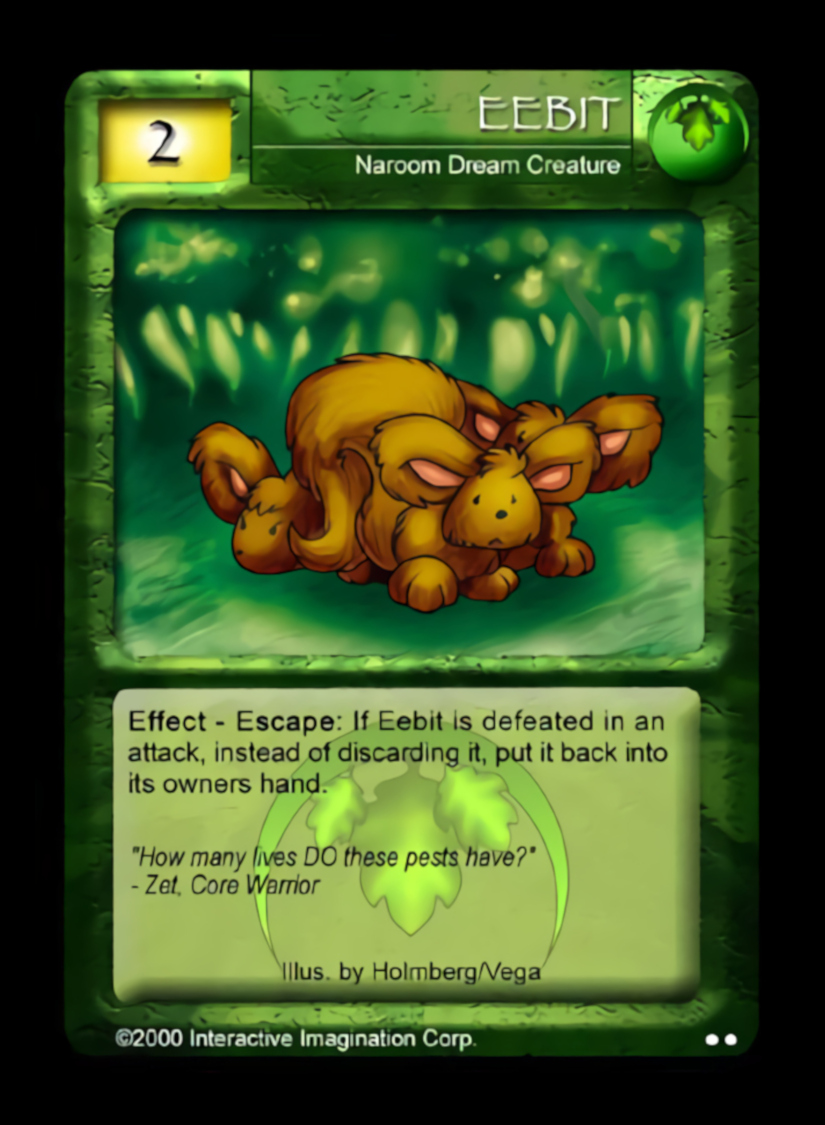 2
EEBIT
Naroom Dream Creature
Effect - Escape: If Eebit is defeated in an
attack, instead of discarding it, put it back into
its owners hand.
"How many lives DO these pests have?"
- Zet, Core Warrior
Illus. by Holmberg/Vega
©2000 Interactive Imagination Corp.